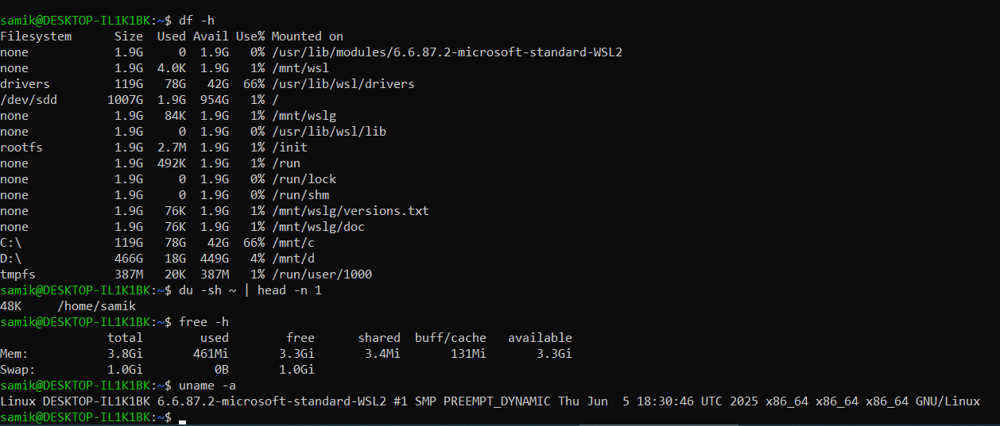 samik@DESKTOP-IL1K1BK:~$ df -h
Filesystem      Size  Used Avail Use% Mounted on
none            1.9G     0  1.9G   0% /usr/lib/modules/6.6.87.2-microsoft-standard-WSL2
none            1.9G  4.0K  1.9G   1% /mnt/wsl
drivers         119G   78G   42G  66% /usr/lib/wsl/drivers
/dev/sdd       1007G  1.9G  954G   1% /
none            1.9G   84K  1.9G   1% /mnt/wslg
none            1.9G     0  1.9G   0% /usr/lib/wsl/lib
rootfs          1.9G  2.7M  1.9G   1% /init
none            1.9G  492K  1.9G   1% /run
none            1.9G     0  1.9G   0% /run/lock
none            1.9G     0  1.9G   0% /run/shm
none            1.9G   76K  1.9G   1% /mnt/wslg/versions.txt
none            1.9G   76K  1.9G   1% /mnt/wslg/doc
C:\             119G   78G   42G  66% /mnt/c
D:\             466G   18G  449G   4% /mnt/d
tmpfs           387M   20K  387M   1% /run/user/1000
samik@DESKTOP-IL1K1BK:~$ du -sh ~ | head -n 1
48K     /home/samik
samik@DESKTOP-IL1K1BK:~$ free -h
               total        used        free      shared  buff/cache   available
Mem:           3.8Gi       461Mi       3.3Gi       3.4Mi       131Mi       3.3Gi
Swap:          1.0Gi          0B       1.0Gi
samik@DESKTOP-IL1K1BK:~$ uname -a
Linux DESKTOP-IL1K1BK 6.6.87.2-microsoft-standard-WSL2 #1 SMP PREEMPT_DYNAMIC Thu Jun  5 18:30:46 UTC 2025 x86_64 x86_64 x86_64 GNU/Linux
samik@DESKTOP-IL1K1BK:~$